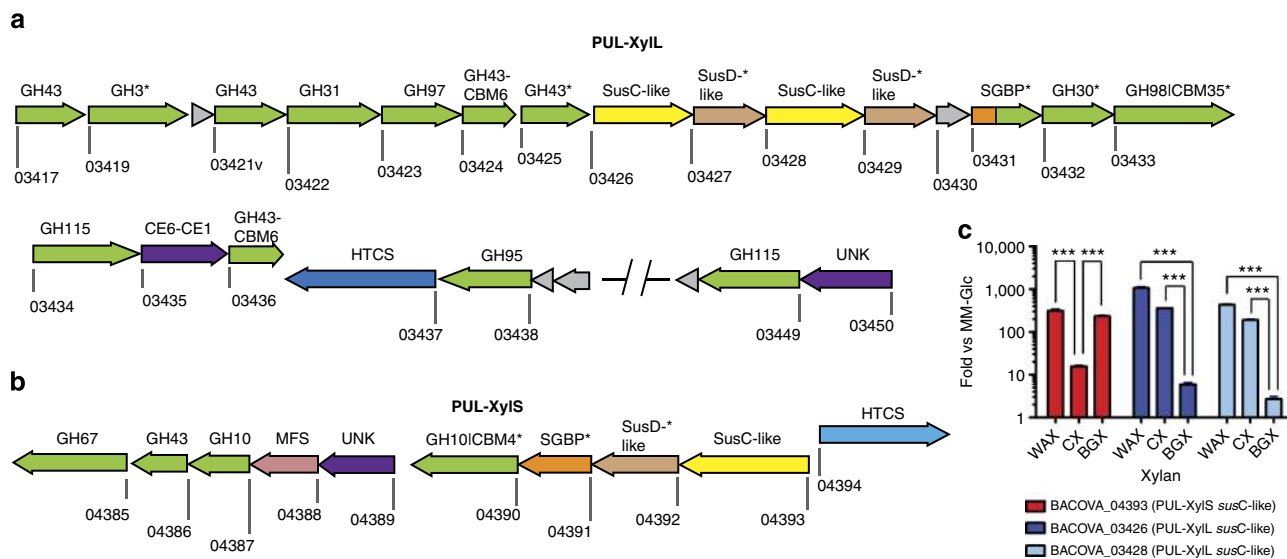 a
PUL-XylL
GH43 GH3* GH43 GH31 GH97 GH43-CBM6 GH43* SusC-like SusD-*like SusC-like SusD-*like SGBP* GH30* GH98|CBM35*
03417 03419 03421v 03422 03423 03424 03425 03426 03427 03428 03429 03430 03431 03432 03433
GH115 CE6-CE1 GH43-CBM6 HTCS GH95 GH115 UNK
03434 03435 03436 03437 03438 03449 03450
b
PUL-XylS
GH67 GH43 GH10 MFS UNK GH10|CBM4* SGBP* SusD-*like SusC-like HTCS
04385 04386 04387 04388 04389 04390 04391 04392 04393 04394
c
10,000
1,000
100
10
1
Fold vs MM-Glc
*** *** *** *** *** ***
WAX CX BGX WAX CX BGX WAX CX BGX
Xylan
BACOVA_04393 (PUL-XylS susC-like)
BACOVA_03426 (PUL-XylL susC-like)
BACOVA_03428 (PUL-XylL susC-like)